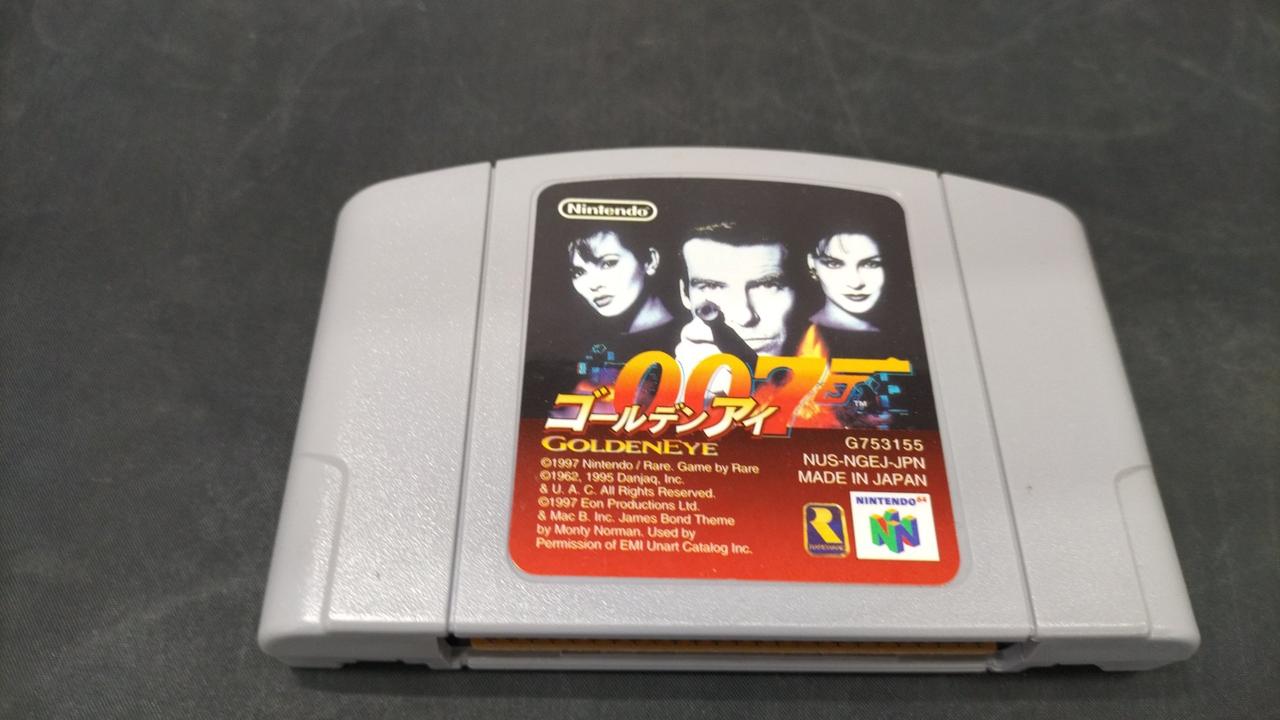 Nintendo
007
TM
ゴールデンアイ
GOLDENEYE
©1997 Nintendo / Rare. Game by Rare
©1962, 1995 Danjaq, Inc.
& U. A. C. All Rights Reserved.
©1997 Eon Productions Ltd.
& Mac B. Inc. James Bond Theme
by Monty Norman. Used by
Permission of EMI Unart Catalog Inc.
G753155
NUS-NGEJ-JPN
MADE IN JAPAN
R
NINTENDO64